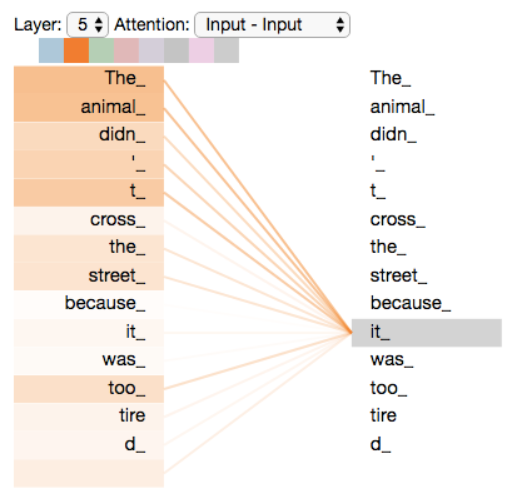 Layer: 5 Attention: Input - Input
The_ The_
animal_ animal_
didn_ didn_
'_ '_
t_ t_
cross_ cross_
the_ the_
street_ street_
because_ because_
it_ it_
was_ was_
too_ too_
tire tire
d_ d_